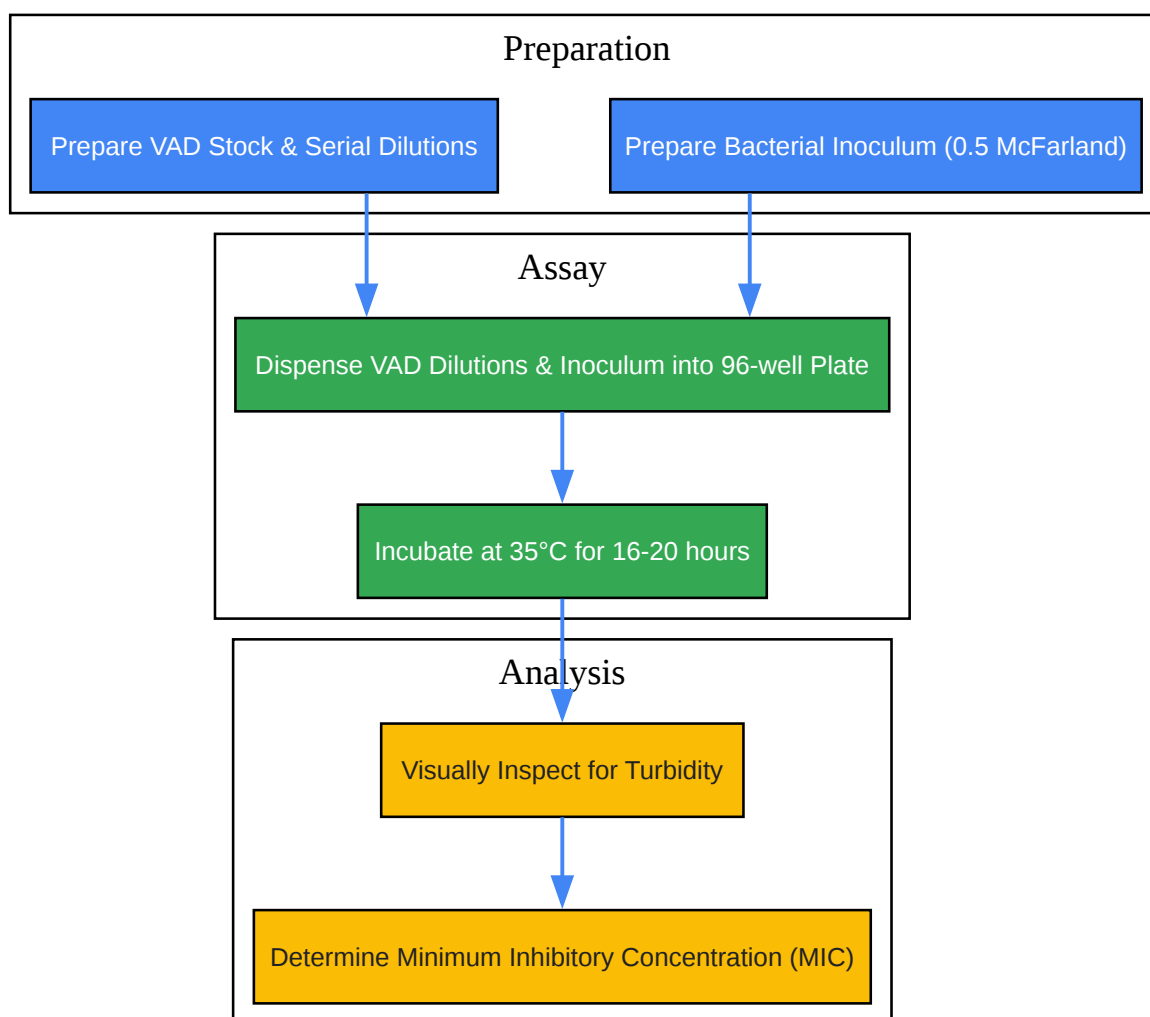 Preparation
Prepare VAD Stock & Serial Dilutions
Prepare Bacterial Inoculum (0.5 McFarland)
Assay
Dispense VAD Dilutions & Inoculum into 96-well Plate
Incubate at 35°C for 16-20 hours
Analysis
Visually Inspect for Turbidity
Determine Minimum Inhibitory Concentration (MIC)